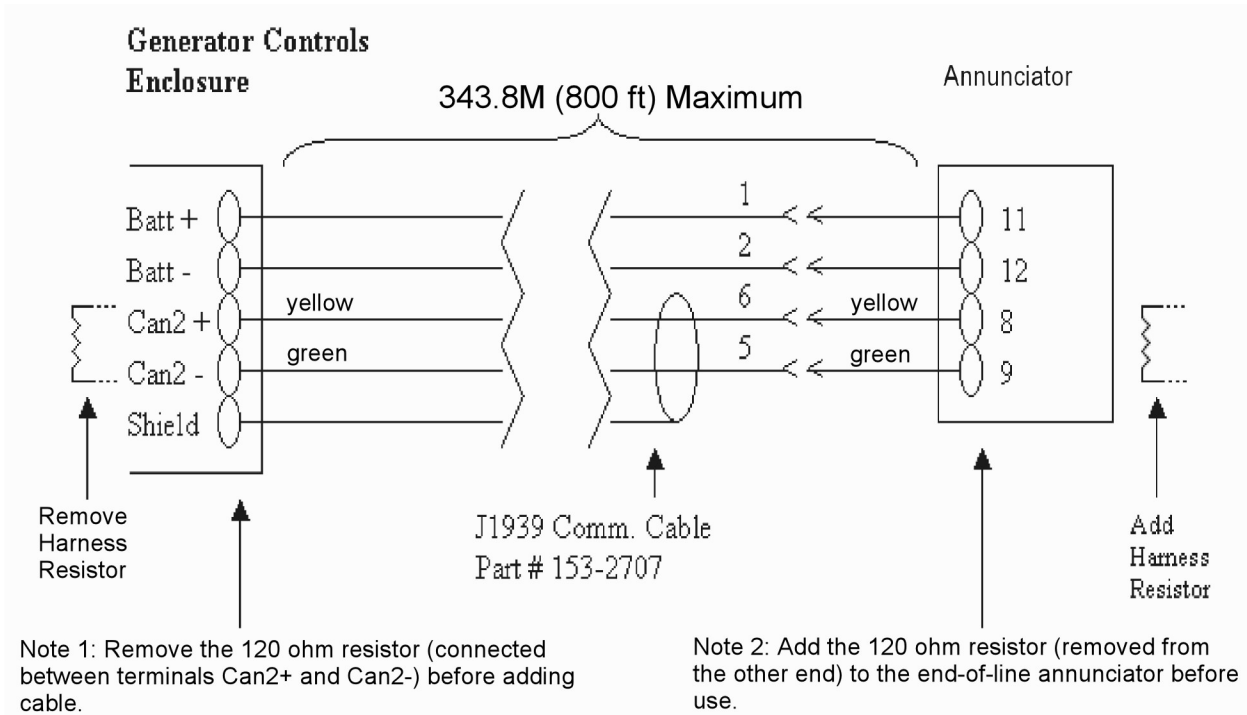 Generator Controls
Enclosure
343.8M (800 ft) Maximum
Annunciator
Batt +
Batt -
Can2 +
Can2 -
Shield
yellow
green
1
2
6
5
yellow
green
11
12
8
9
Remove
Harness
Resistor
J1939 Comm. Cable
Part # 153-2707
Add
Harness
Resistor
Note 1: Remove the 120 ohm resistor (connected
between terminals Can2+ and Can2-) before adding
cable.
Note 2: Add the 120 ohm resistor (removed from
the other end) to the end-of-line annunciator before
use.